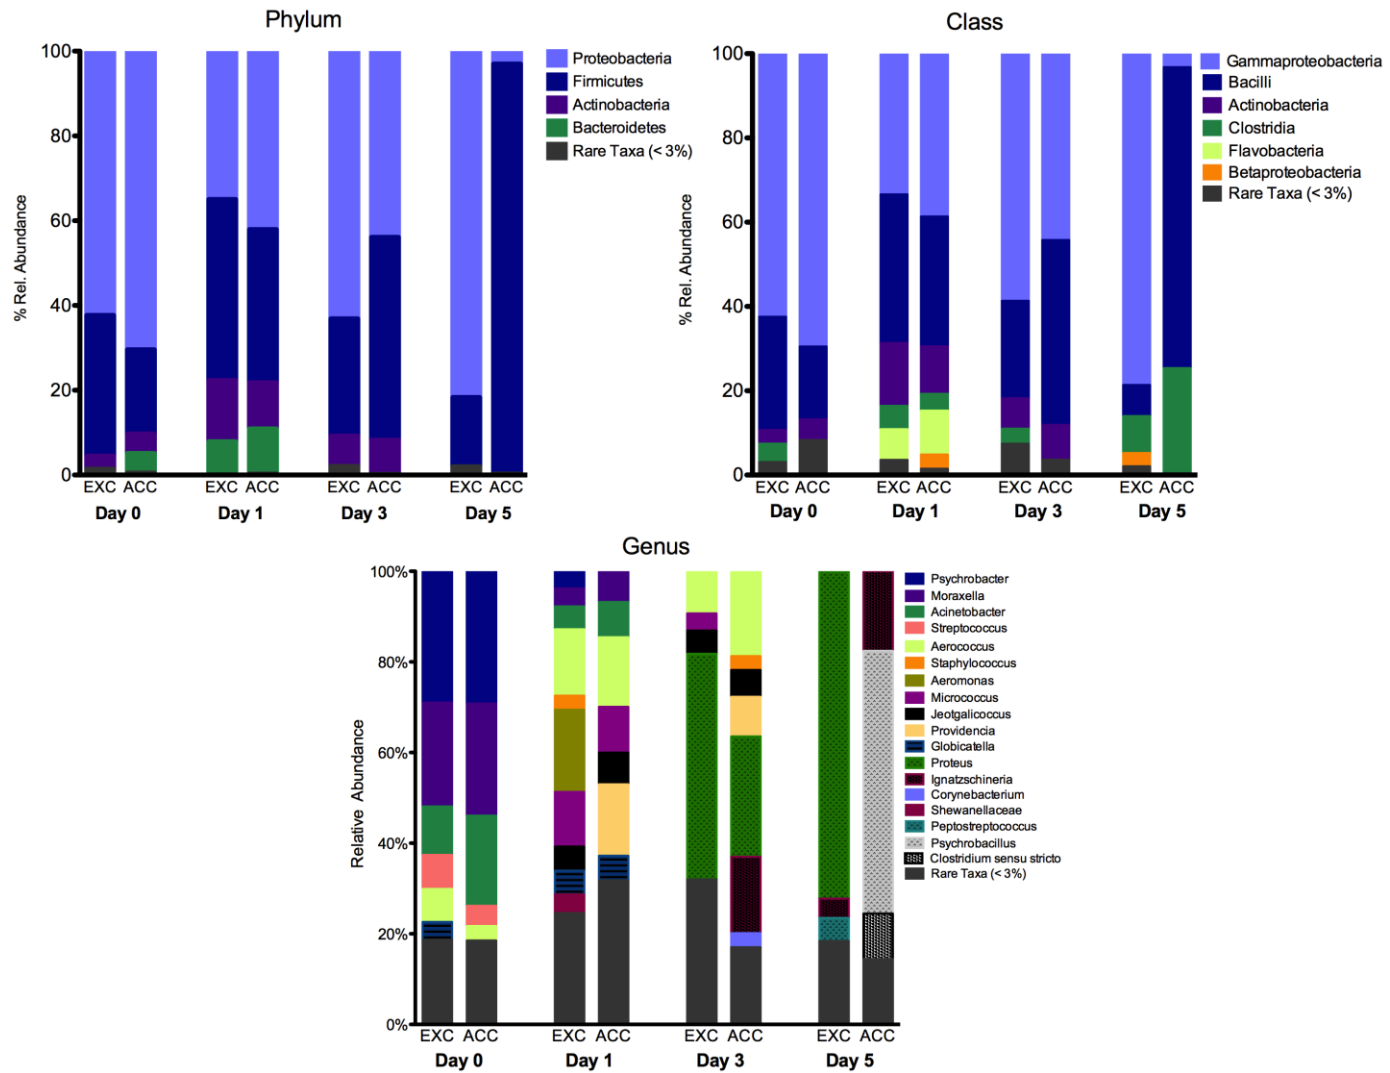 Phylum
100
80
60
40
20
0
% Rel. Abundance
EXC ACC EXC ACC EXC ACC EXC ACC
Day 0 Day 1 Day 3 Day 5
Proteobacteria
Firmicutes
Actinobacteria
Bacteroidetes
Rare Taxa (< 3%)
Class
100
80
60
40
20
0
% Rel. Abundance
EXC ACC EXC ACC EXC ACC EXC ACC
Day 0 Day 1 Day 3 Day 5
Gammaproteobacteria
Bacilli
Actinobacteria
Clostridia
Flavobacteria
Betaproteobacteria
Rare Taxa (< 3%)
Genus
100%
80%
60%
40%
20%
0%
Relative Abundance
EXC ACC EXC ACC EXC ACC EXC ACC
Day 0 Day 1 Day 3 Day 5
Psychrobacter
Moraxella
Acinetobacter
Streptococcus
Aerococcus
Staphylococcus
Aeromonas
Micrococcus
Jeotgalicoccus
Providencia
Globicatella
Proteus
Ignatzschineria
Corynebacterium
Shewanellaceae
Peptostreptococcus
Psychrobacillus
Clostridium sensu stricto
Rare Taxa (< 3%)